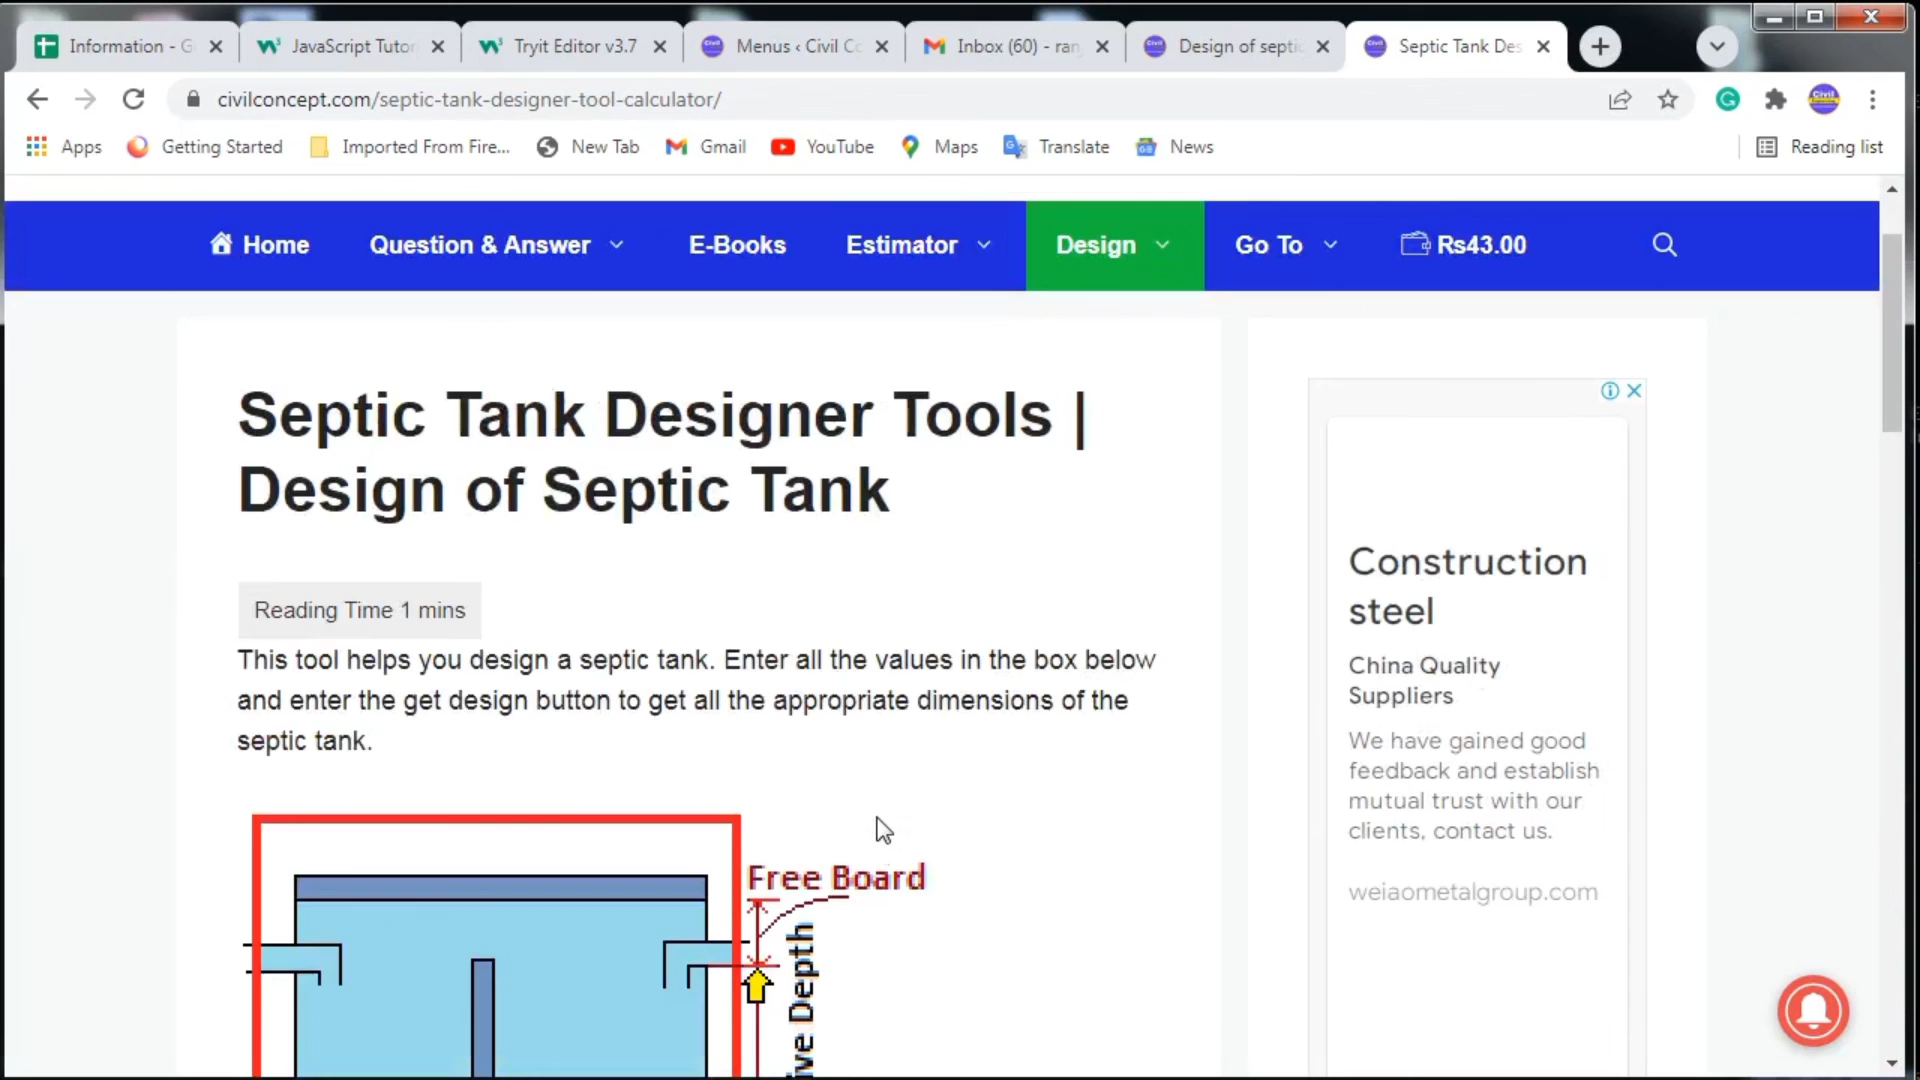 Information - G
JavaScript Tutor
Tryit Editor v3.7
Menus ‹ Civil Co
Inbox (60) - ran
Design of septic
Septic Tank Des
civilconcept.com/septic-tank-designer-tool-calculator/
Apps
Getting Started
Imported From Fire...
New Tab
Gmail
YouTube
Maps
Translate
News
Reading list
Home
Question & Answer
E-Books
Estimator
Design
Go To
₨43.00
Septic Tank Designer Tools |
Design of Septic Tank
Reading Time 1 mins
This tool helps you design a septic tank. Enter all the values in the box below
and enter the get design button to get all the appropriate dimensions of the
septic tank.
Free Board
ive Depth
Construction
steel
China Quality
Suppliers
We have gained good
feedback and establish
mutual trust with our
clients, contact us.
weiaometalgroup.com